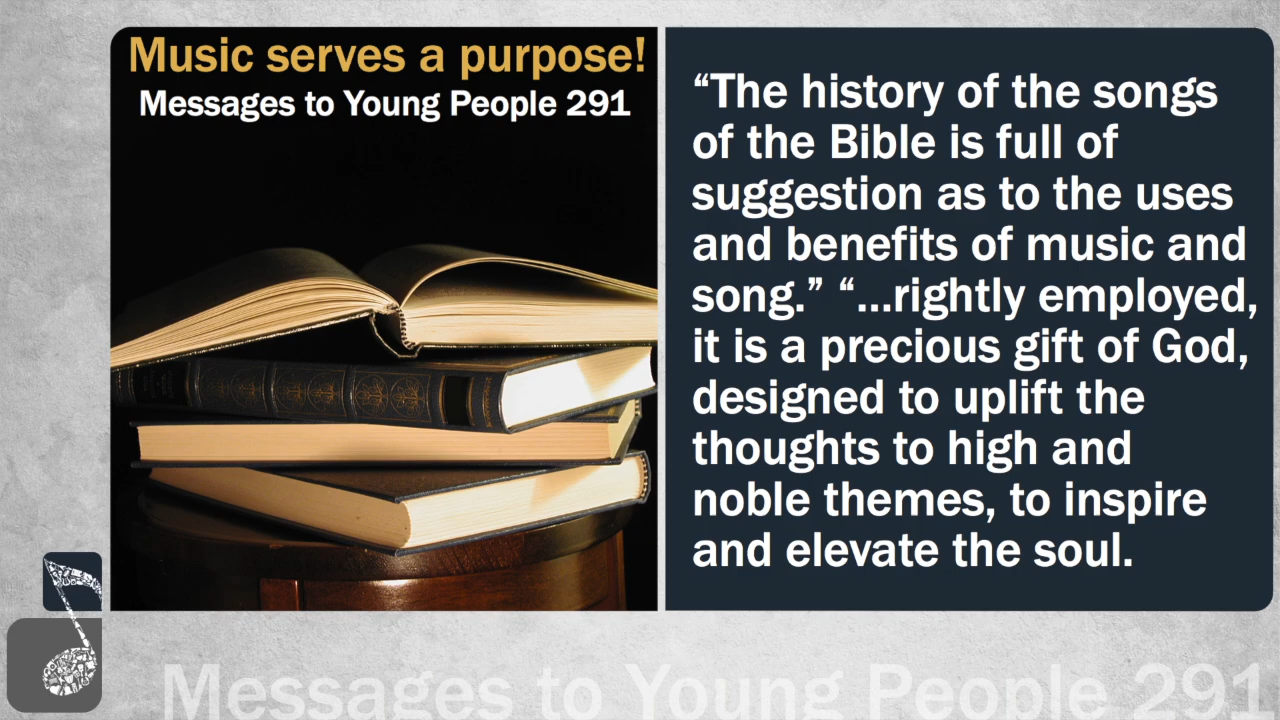 Music serves a purpose!
Messages to Young People 291
“The history of the songs
of the Bible is full of
suggestion as to the uses
and benefits of music and
song.” “...rightly employed,
it is a precious gift of God,
designed to uplift the
thoughts to high and
noble themes, to inspire
and elevate the soul.
Messages to Young People 291